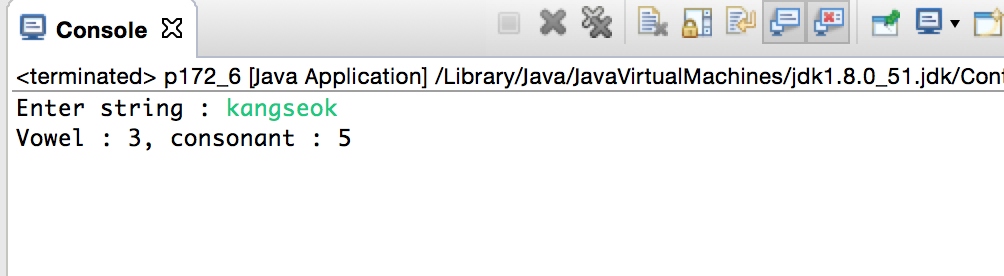 Console
<terminated> p172_6 [Java Application] /Library/Java/JavaVirtualMachines/jdk1.8.0_51.jdk/Cont
Enter string : kangseok
Vowel : 3, consonant : 5